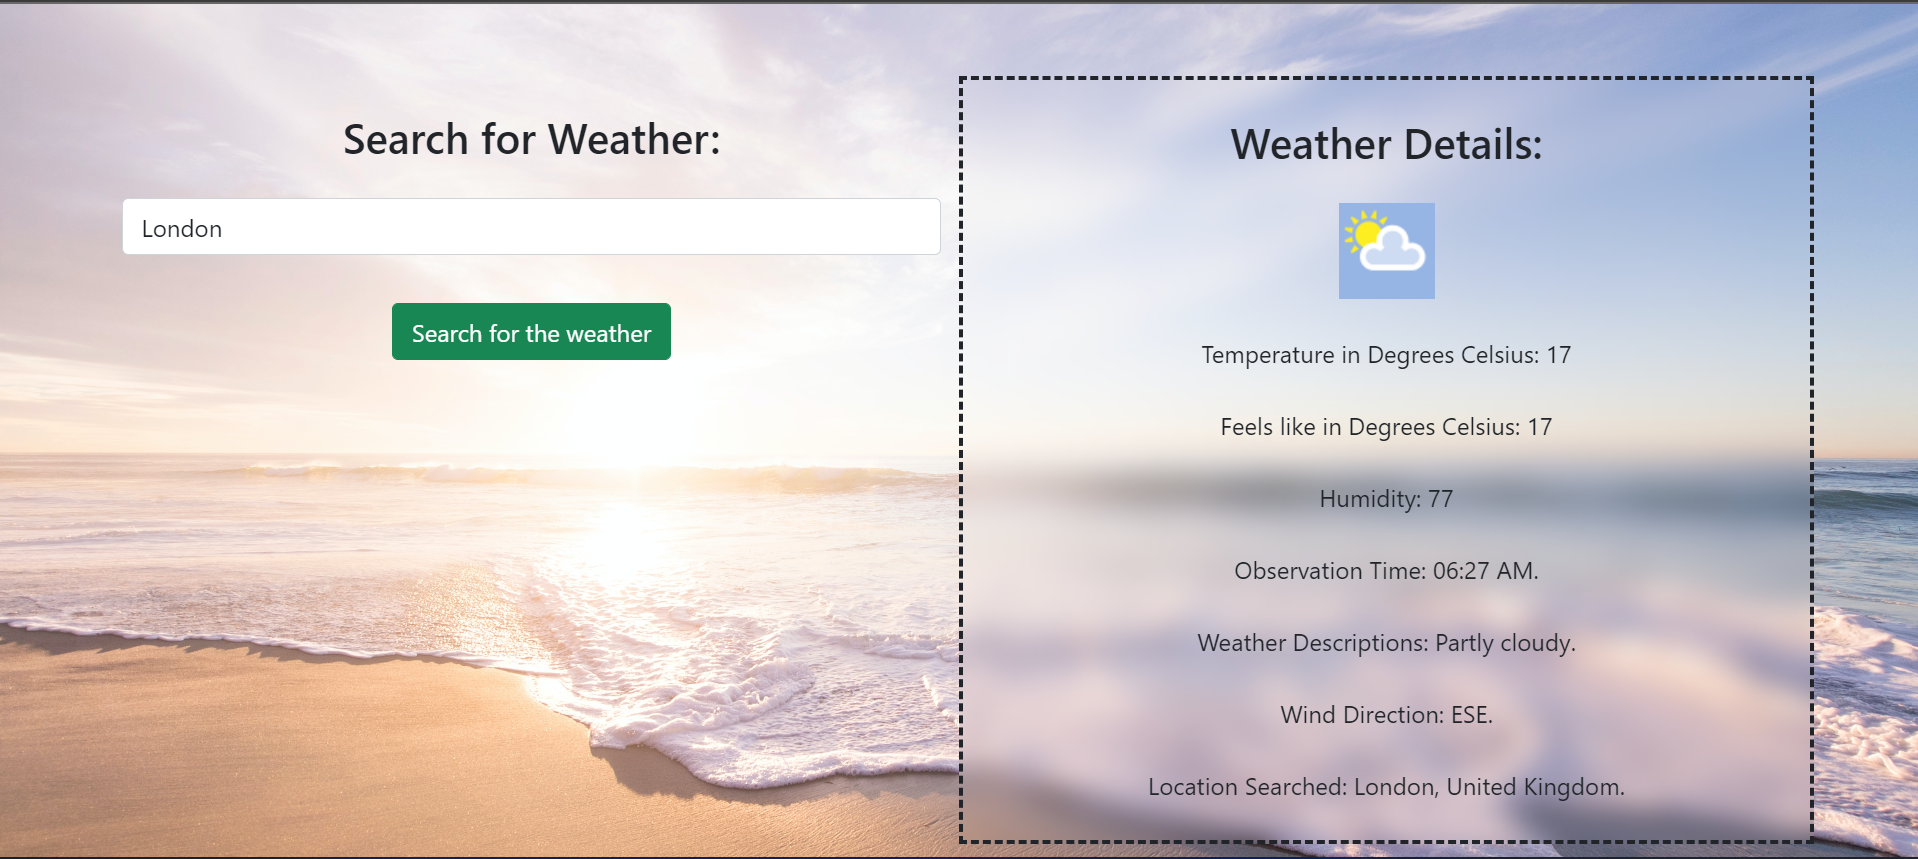 Search for Weather:
London
Search for the weather
Weather Details:
Temperature in Degrees Celsius: 17
Feels like in Degrees Celsius: 17
Humidity: 77
Observation Time: 06:27 AM.
Weather Descriptions: Partly cloudy.
Wind Direction: ESE.
Location Searched: London, United Kingdom.